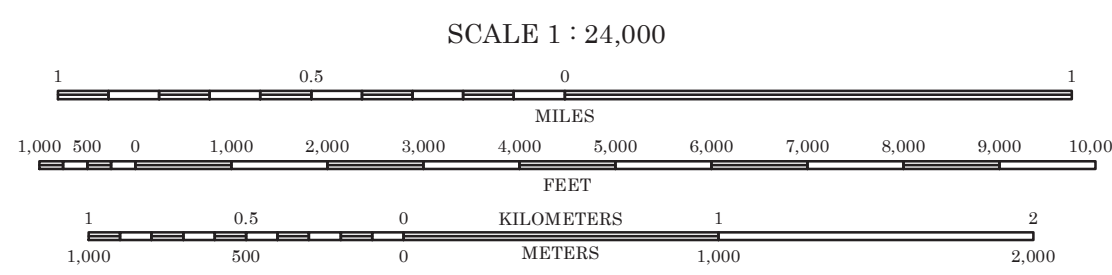 SCALE 1 : 24,000
1 0.5 0 1
MILES
1,000 500 0 1,000 2,000 3,000 4,000 5,000 6,000 7,000 8,000 9,000 10,00
FEET
1 0.5 0 KILOMETERS 1 2
1,000 500 0 METERS 1,000 2,000